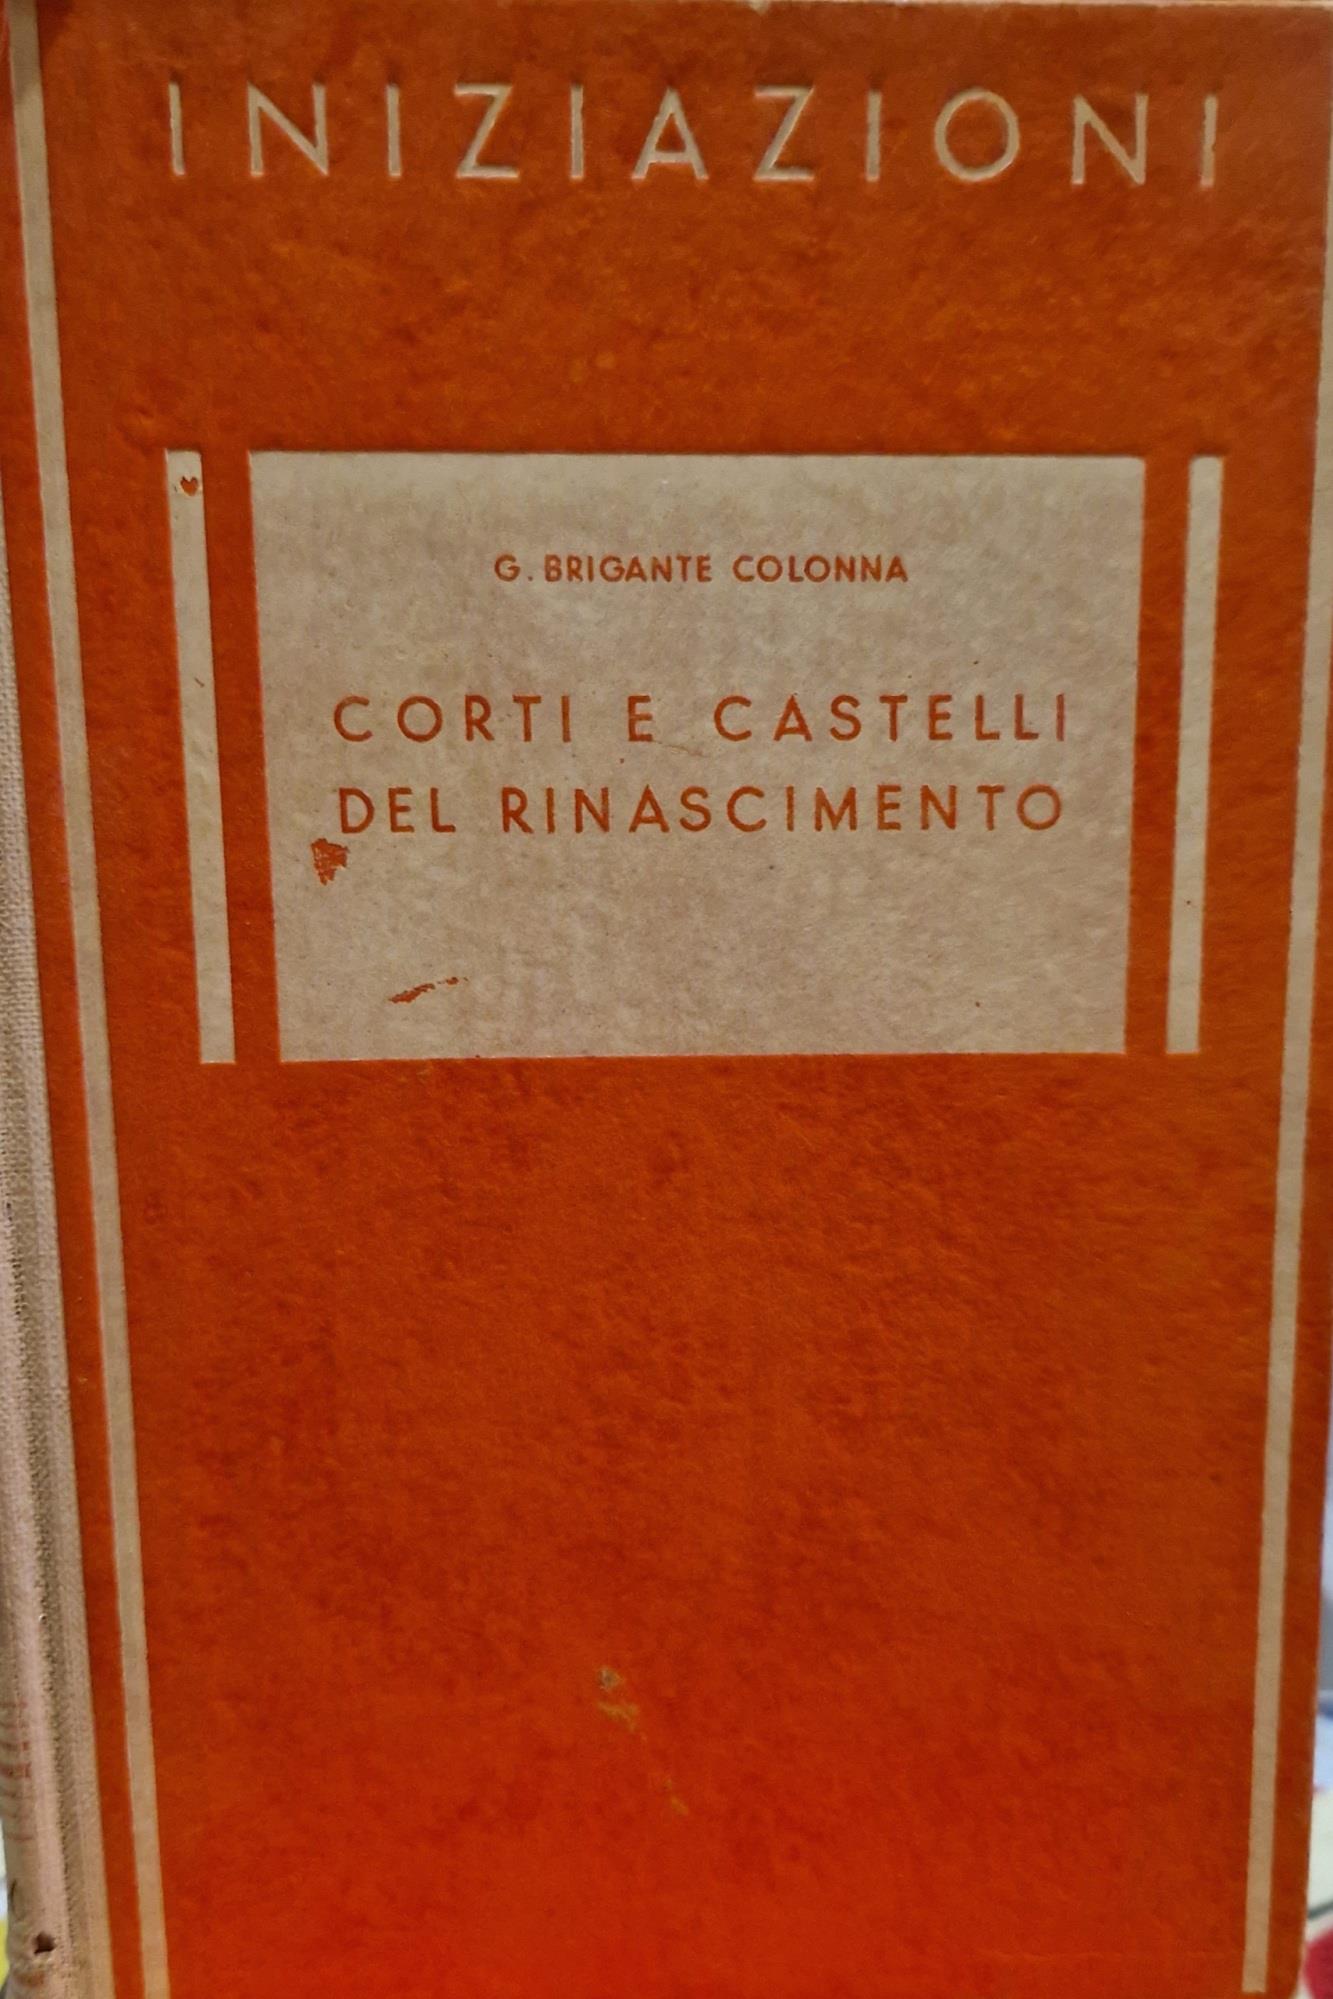 INIZIAZIONI
G. BRIGANTE COLONNA
CORTI E CASTELLI
DEL RINASCIMENTO